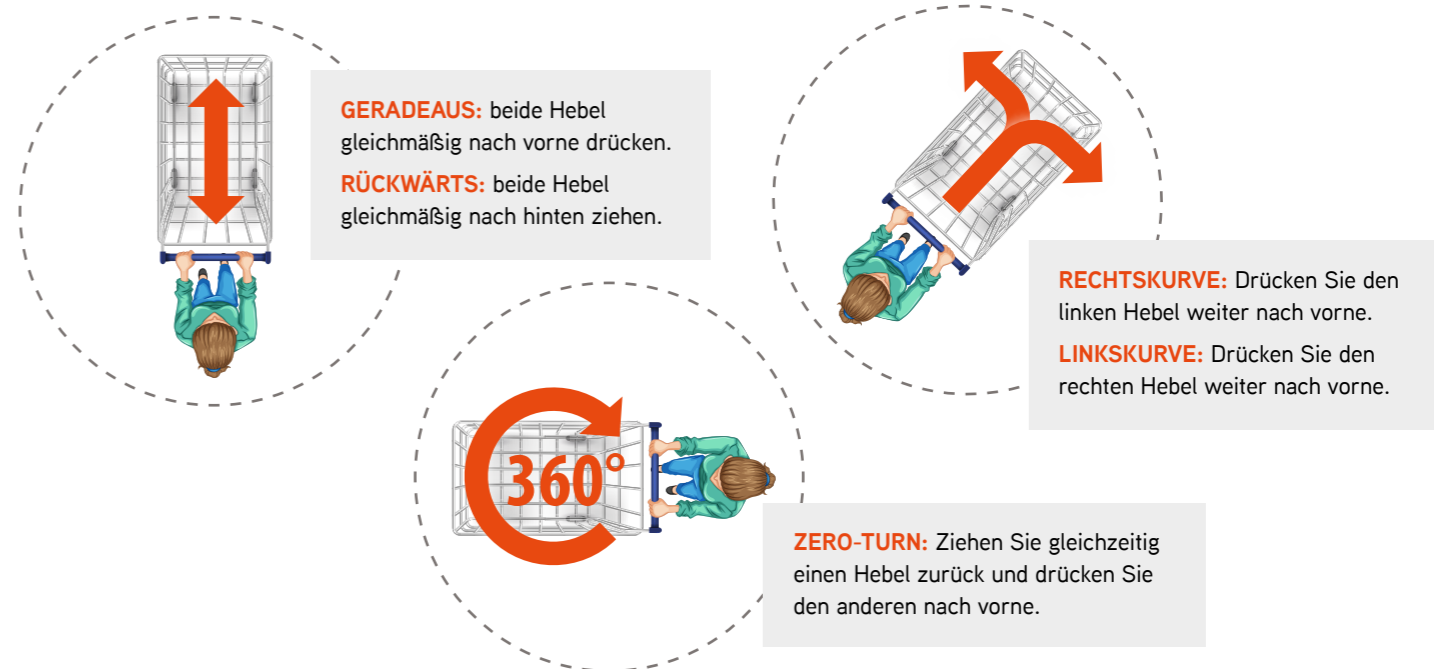 GERADEAUS: beide Hebel
gleichmäßig nach vorne drücken.
RÜCKWÄRTS: beide Hebel
gleichmäßig nach hinten ziehen.
RECHTSKURVE: Drücken Sie den
linken Hebel weiter nach vorne.
LINKSKURVE: Drücken Sie den
rechten Hebel weiter nach vorne.
360°
ZERO-TURN: Ziehen Sie gleichzeitig
einen Hebel zurück und drücken Sie
den anderen nach vorne.